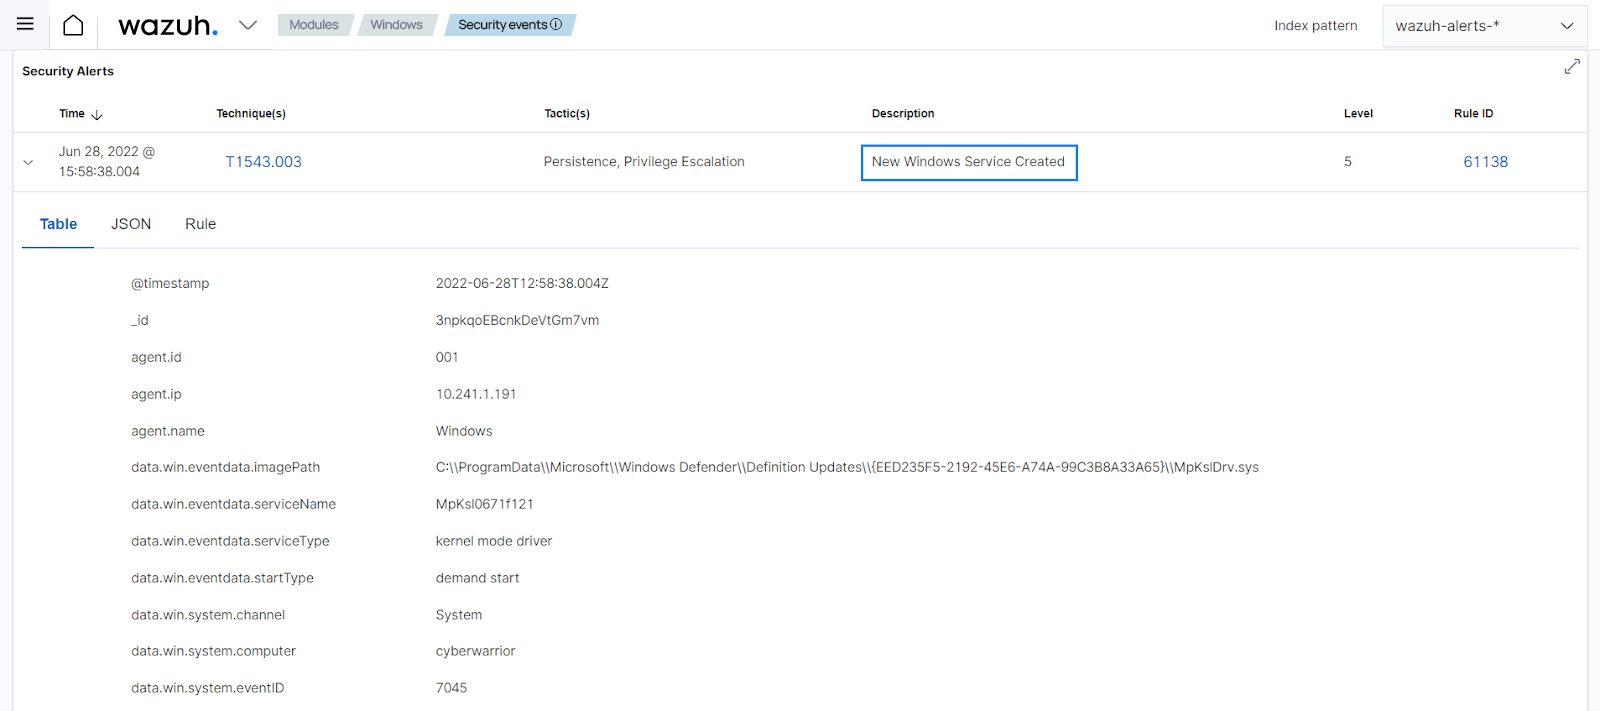 wazuh. Modules Windows Security events Index pattern wazuh-alerts-*
Security Alerts
Time Technique(s) Tactic(s) Description Level Rule ID
Jun 28, 2022 @
15:58:38.004 T1543.003 Persistence, Privilege Escalation New Windows Service Created 5 61138
Table JSON Rule
@timestamp 2022-06-28T12:58:38.004Z
_id 3npkqoEBcnkDeVtGm7vm
agent.id 001
agent.ip 10.241.1.191
agent.name Windows
data.win.eventdata.imagePath C:\\ProgramData\\Microsoft\\Windows Defender\\Definition Updates\\{EED235F5-2192-45E6-A74A-99C3B8A33A65}\\MpKslDrv.sys
data.win.eventdata.serviceName MpKsl0671f121
data.win.eventdata.serviceType kernel mode driver
data.win.eventdata.startType demand start
data.win.system.channel System
data.win.system.computer cyberwarrior
data.win.system.eventID 7045